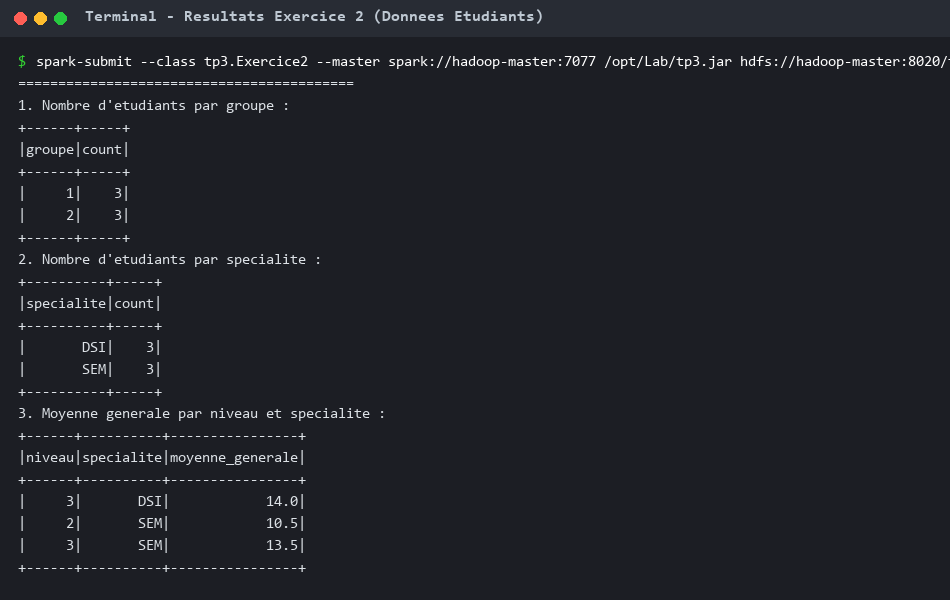 Terminal - Resultats Exercice 2 (Donnees Etudiants)
$ spark-submit --class tp3.Exercice2 --master spark://hadoop-master:7077 /opt/Lab/tp3.jar hdfs://hadoop-master:8020/
==========================================
1. Nombre d'etudiants par groupe :
+------+-----+
|groupe|count|
+------+-----+
|     1|    3|
|     2|    3|
+------+-----+
2. Nombre d'etudiants par specialite :
+----------+-----+
|specialite|count|
+----------+-----+
|       DSI|    3|
|       SEM|    3|
+----------+-----+
3. Moyenne generale par niveau et specialite :
+------+----------+----------------+
|niveau|specialite|moyenne_generale|
+------+----------+----------------+
|     3|       DSI|            14.0|
|     2|       SEM|            10.5|
|     3|       SEM|            13.5|
+------+----------+----------------+